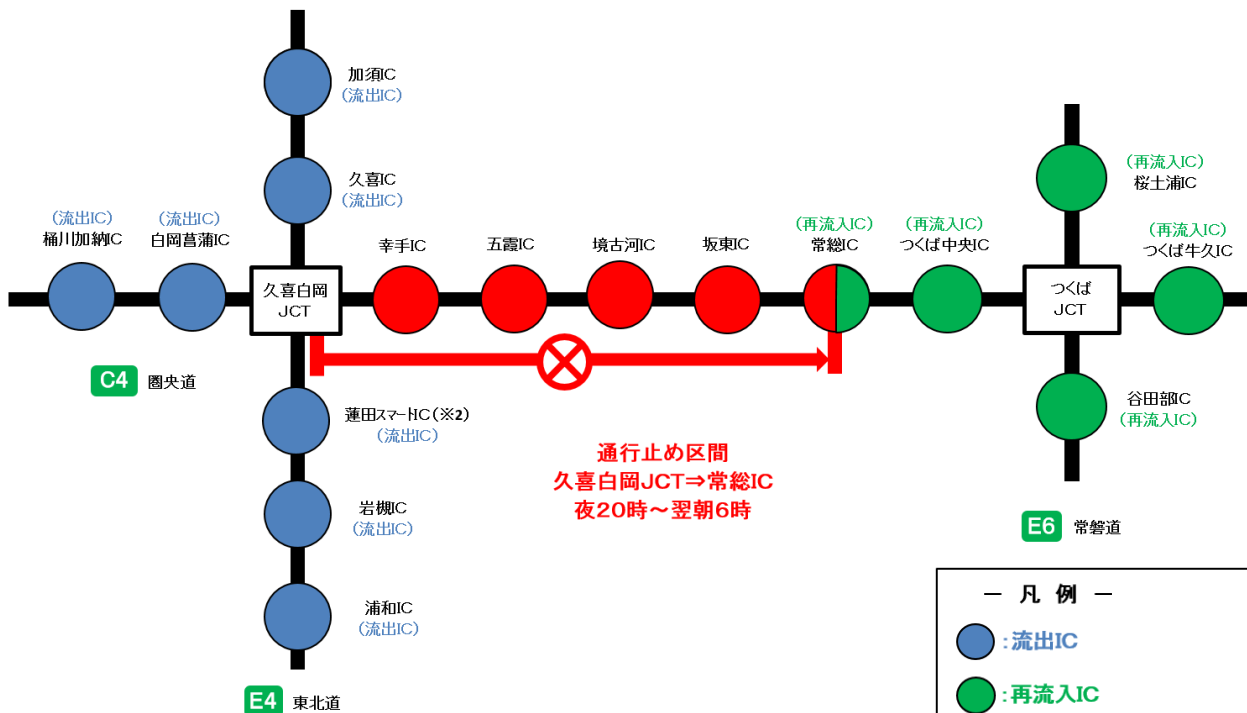 加須IC
(流出IC)
久喜IC
(流出IC)
(流出IC)
桶川加納IC
(流出IC)
白岡菖蒲IC
久喜白岡
JCT
幸手IC
五霞IC
境古河IC
坂東IC
(再流入IC)
常総IC
(再流入IC)
つくば中央IC
(再流入IC)
桜土浦IC
(再流入IC)
つくば牛久IC
つくば
JCT
谷田部IC
(再流入IC)
C4 圏央道
蓮田スマートIC(※2)
(流出IC)
岩槻IC
(流出IC)
浦和IC
(流出IC)
E4 東北道
通行止め区間
久喜白岡JCT⇒常総IC
夜20時～翌朝6時
E6 常磐道
― 凡 例 ―
:流出IC
:再流入IC